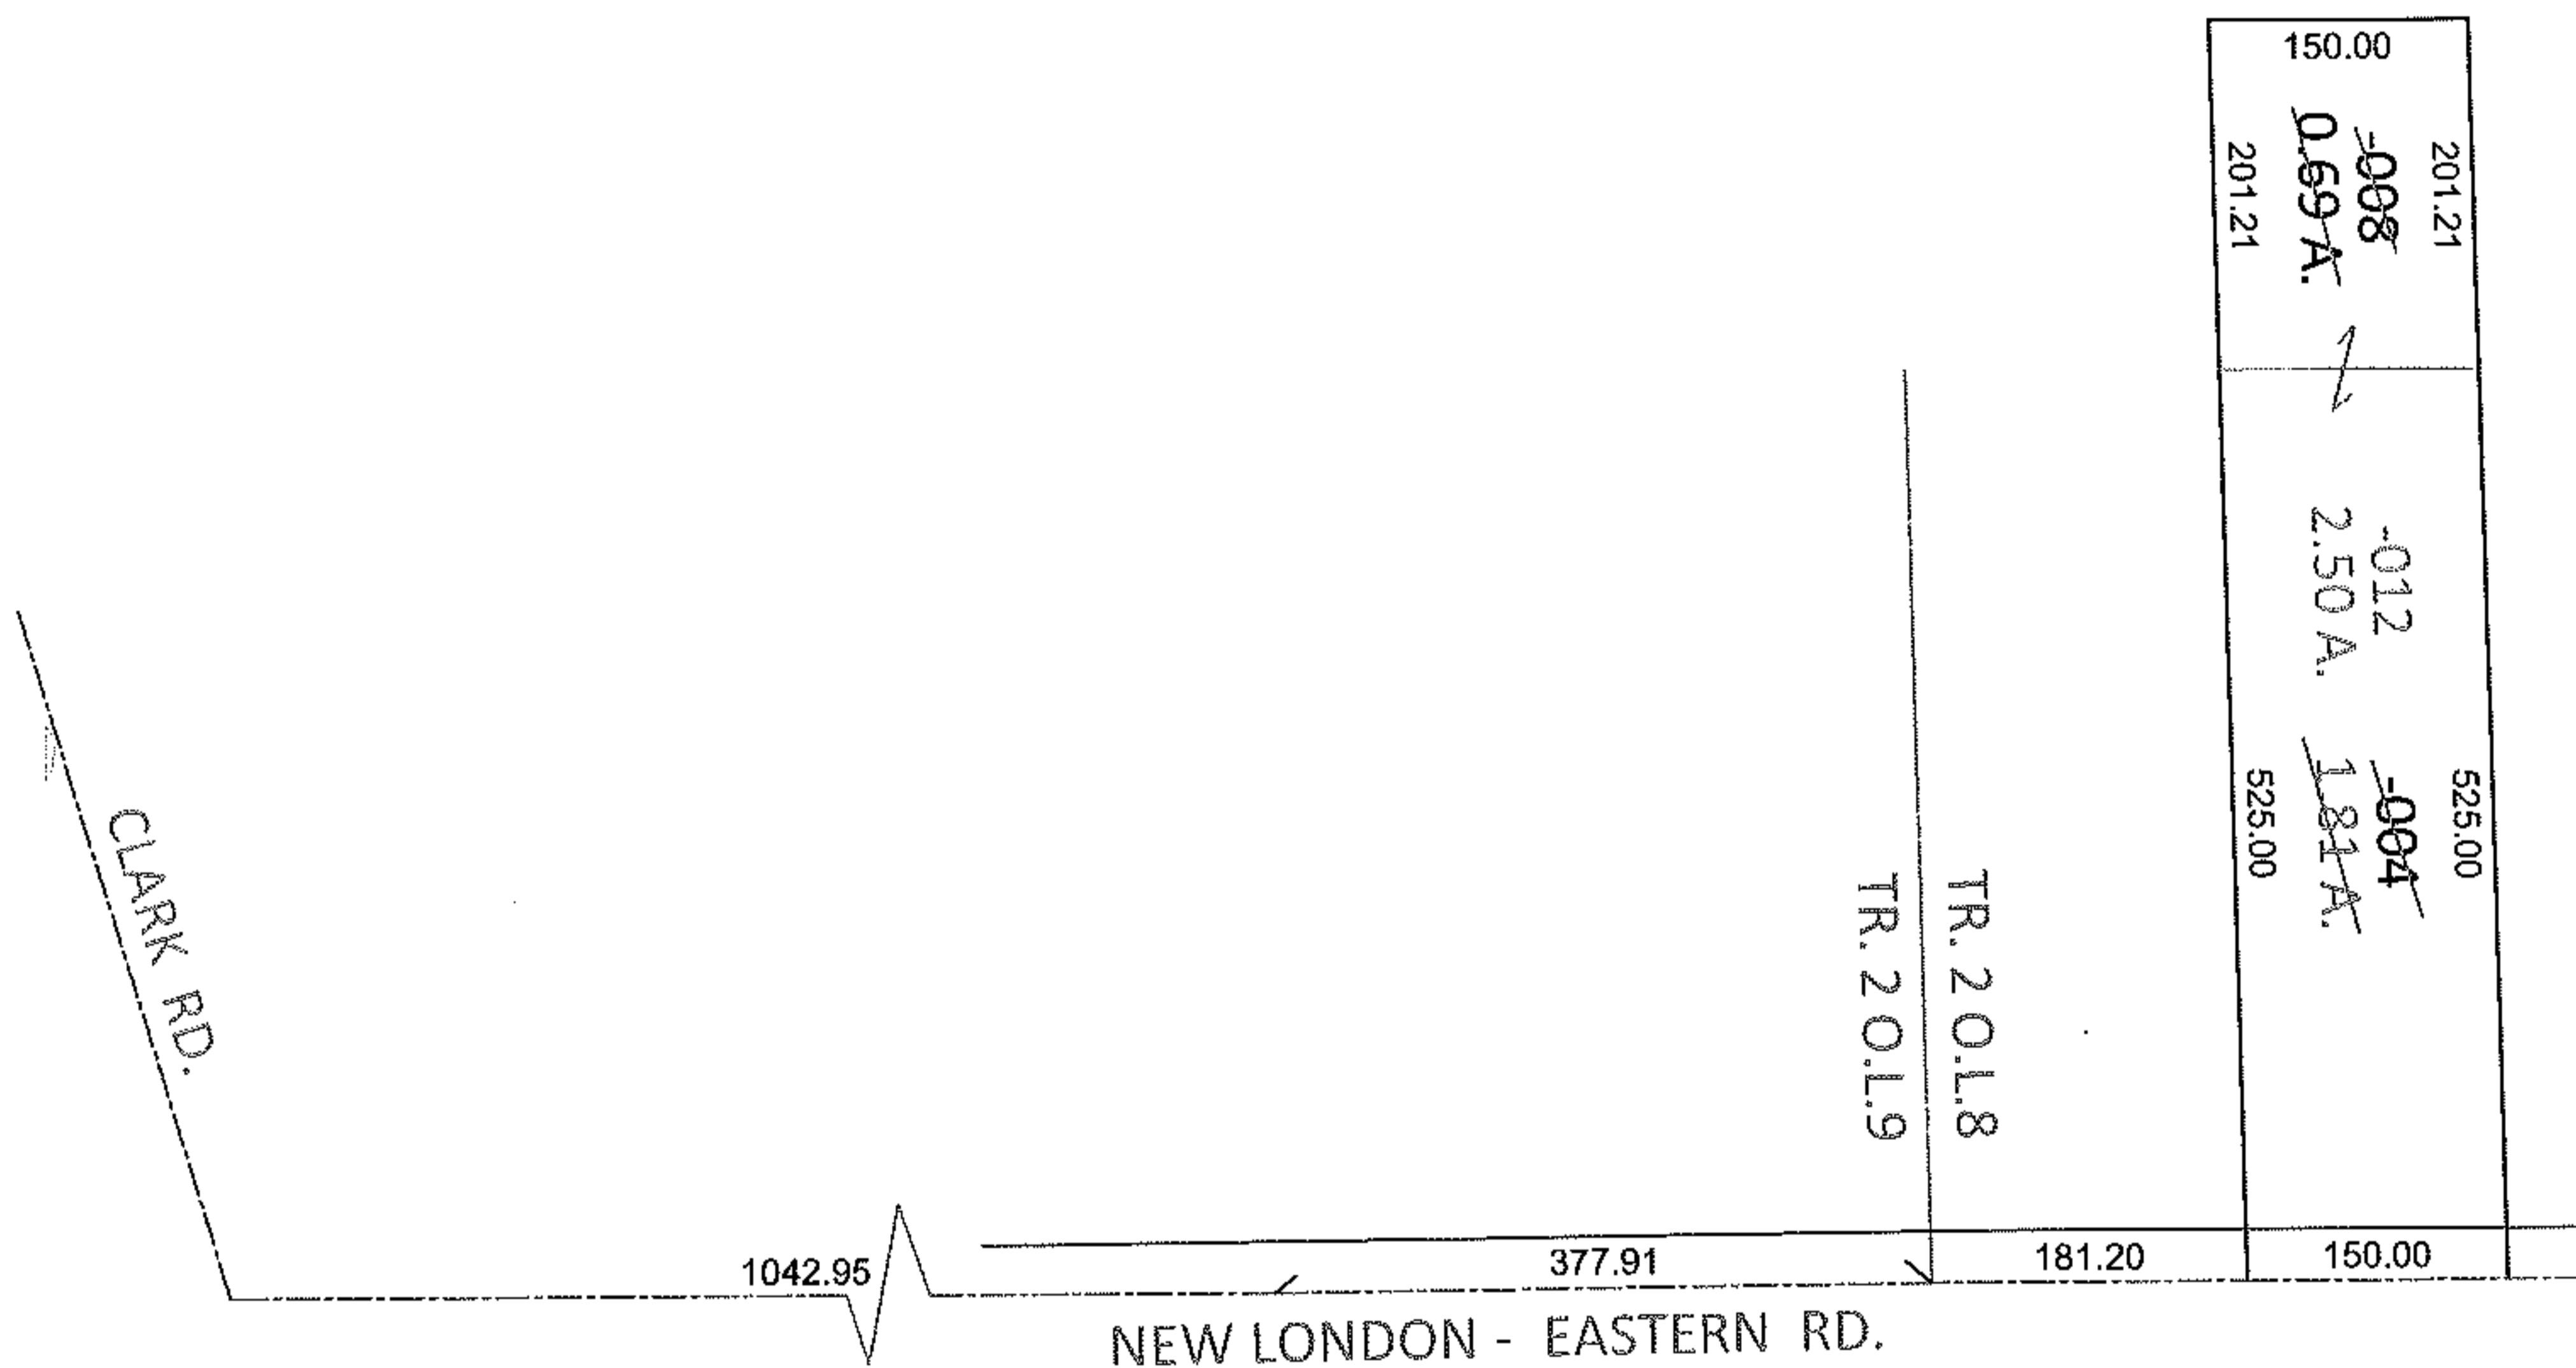 150.00
201.21
-008
0.69 A.
201.21
-012
2.50 A.
525.00
-004
1.81 A.
525.00
CLARK RD.
TR. 2 O.L.8
TR. 2 O.L.9
1042.95
377.91
181.20
150.00
NEW LONDON - EASTERN RD.